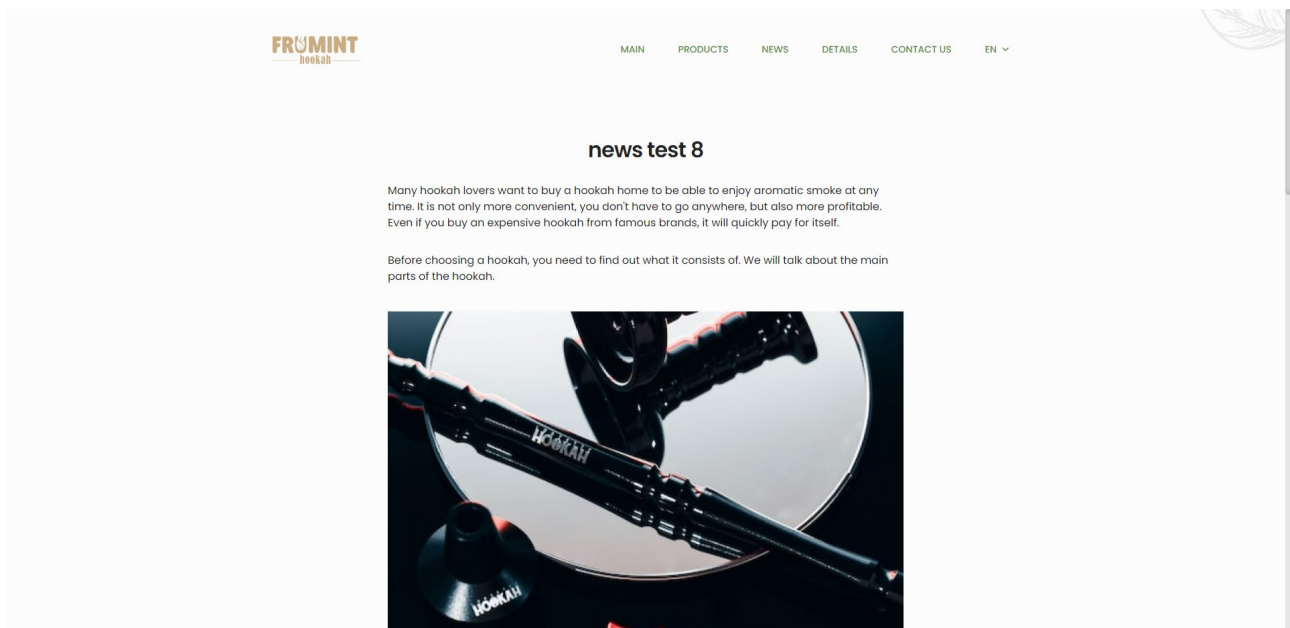 FRUMINT
hookah
MAIN PRODUCTS NEWS DETAILS CONTACT US EN
news test 8
Many hookah lovers want to buy a hookah home to be able to enjoy aromatic smoke at any
time. It is not only more convenient, you don't have to go anywhere, but also more profitable.
Even if you buy an expensive hookah from famous brands, it will quickly pay for itself.
Before choosing a hookah, you need to find out what it consists of. We will talk about the main
parts of the hookah.
HOOKAH
HOOKAH